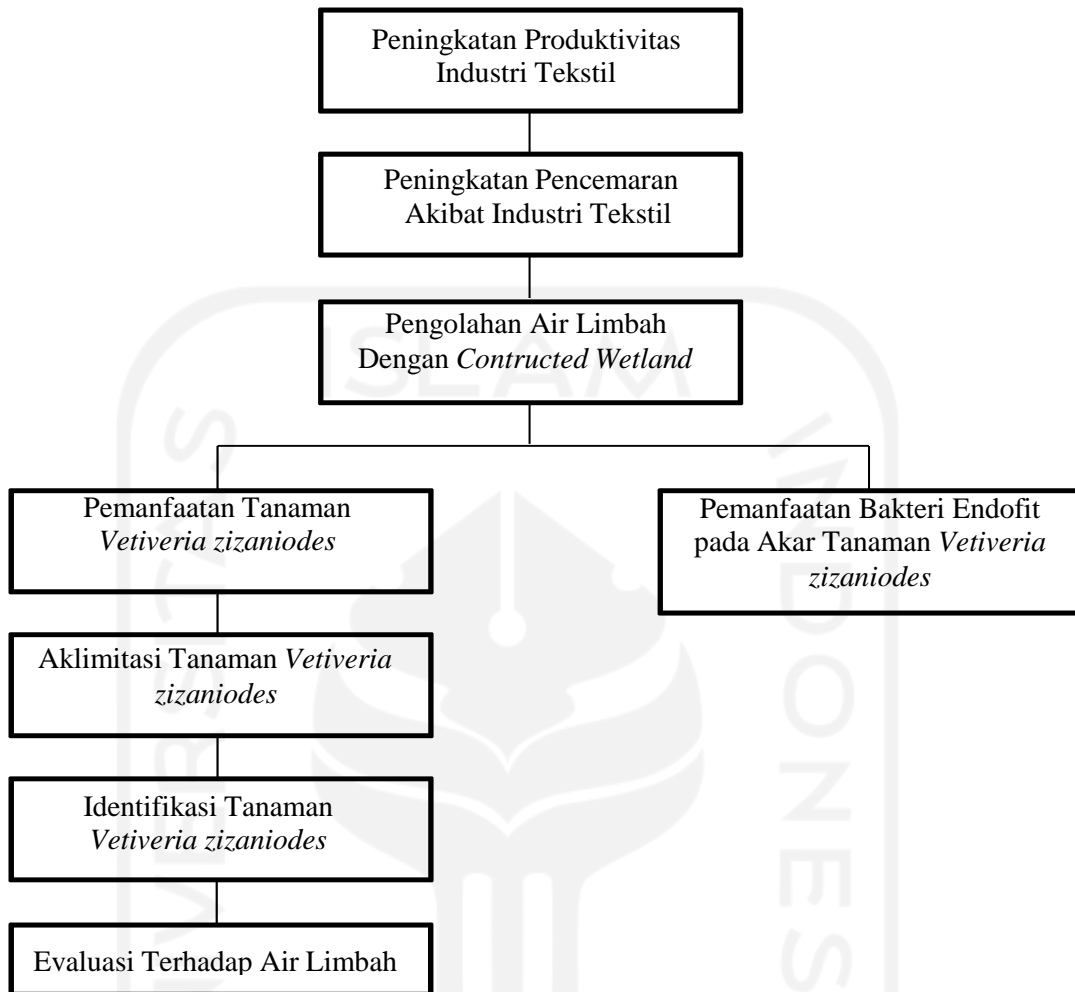 Peningkatan Produktivitas
Industri Tekstil
Peningkatan Pencemaran
Akibat Industri Tekstil
Pengolahan Air Limbah
Dengan Contructed Wetland
Pemanfaatan Tanaman
Vetiveria zizaniodes
Pemanfaatan Bakteri Endofit
pada Akar Tanaman Vetiveria
zizaniodes
Aklimitasi Tanaman Vetiveria
zizaniodes
Identifikasi Tanaman
Vetiveria zizaniodes
Evaluasi Terhadap Air Limbah
ISLAM